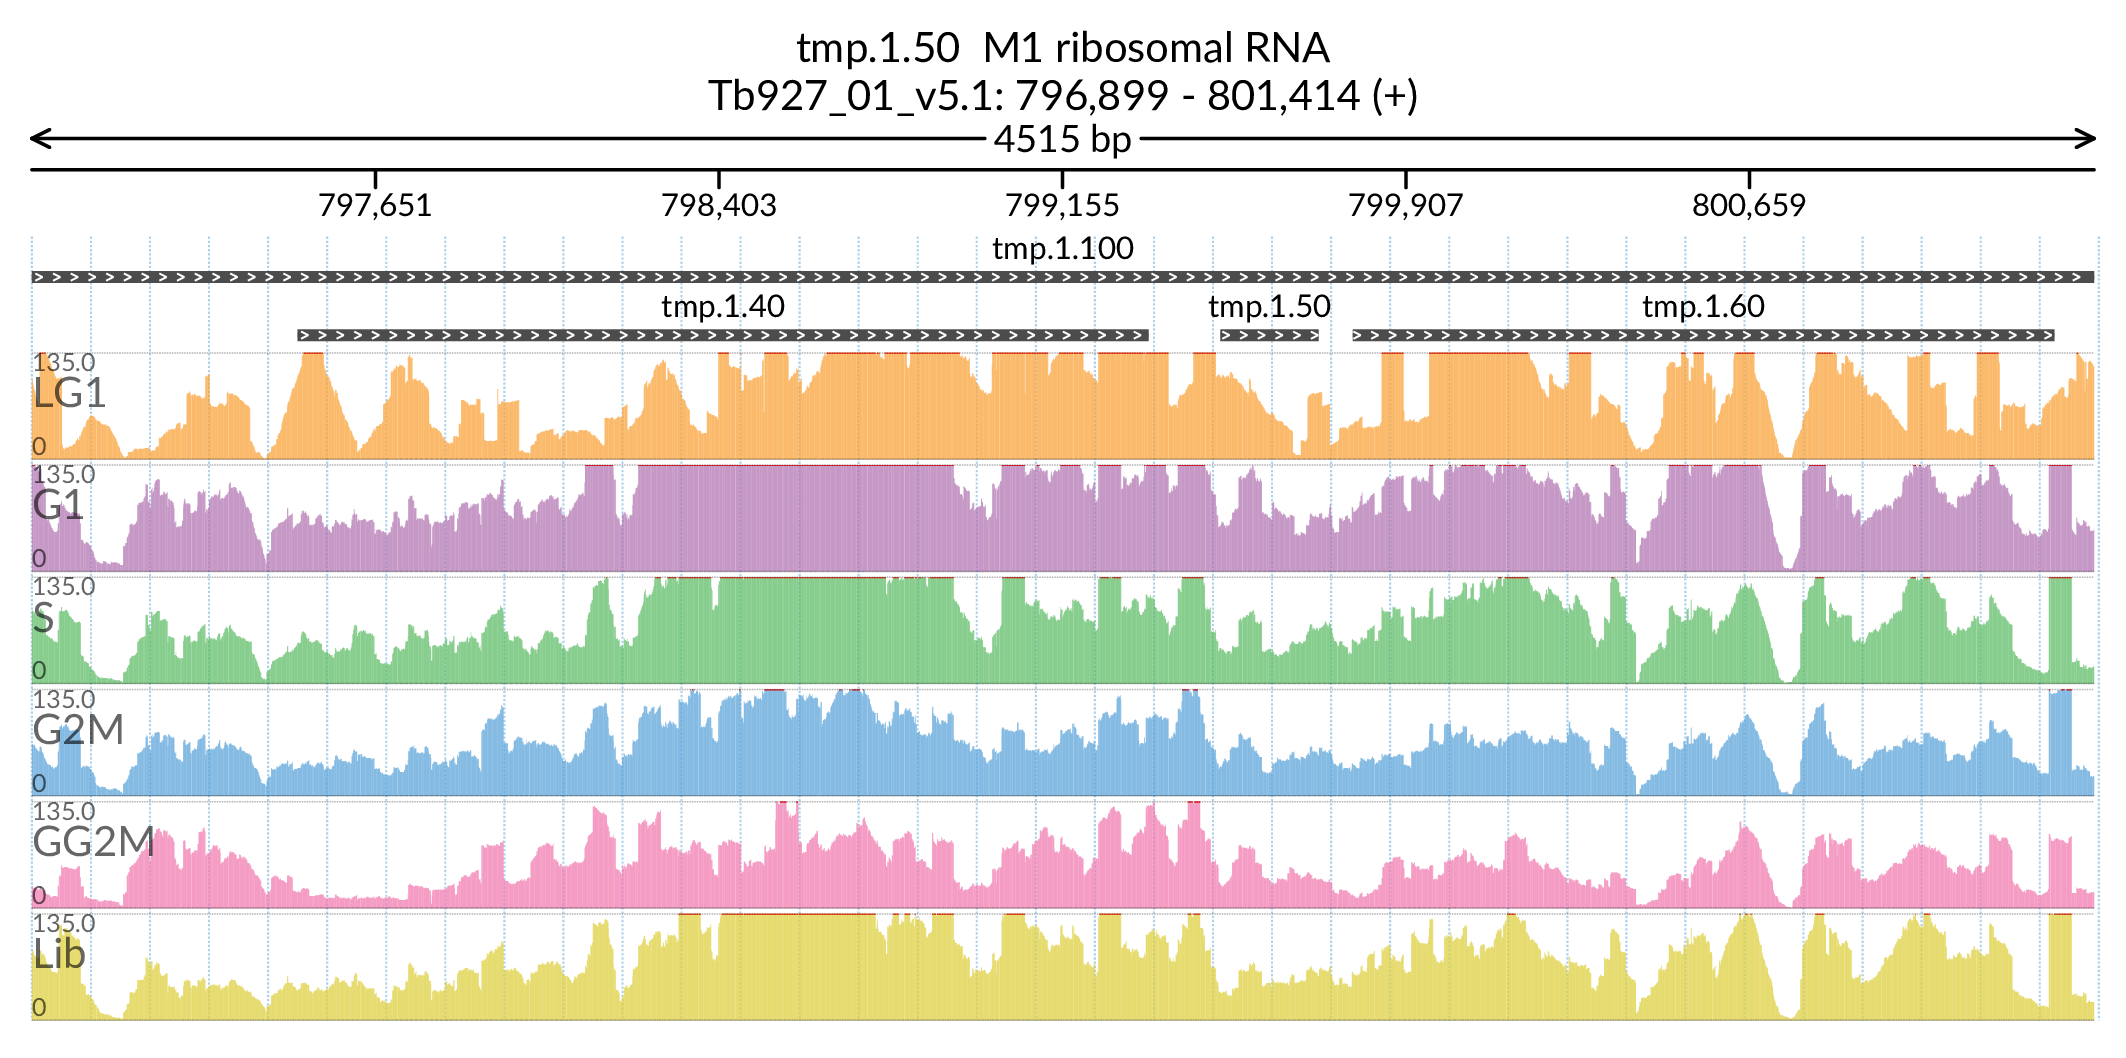 tmp.1.50 M1 ribosomal RNA
Tb927_01_v5.1: 796,899 - 801,414 (+)
4515 bp
797,651 798,403 799,155 799,907 800,659
tmp.1.100
tmp.1.40 tmp.1.50 tmp.1.60
135.0
LG1
0
135.0
G1
0
135.0
S
0
135.0
G2M
0
135.0
GG2M
0
135.0
Lib
0